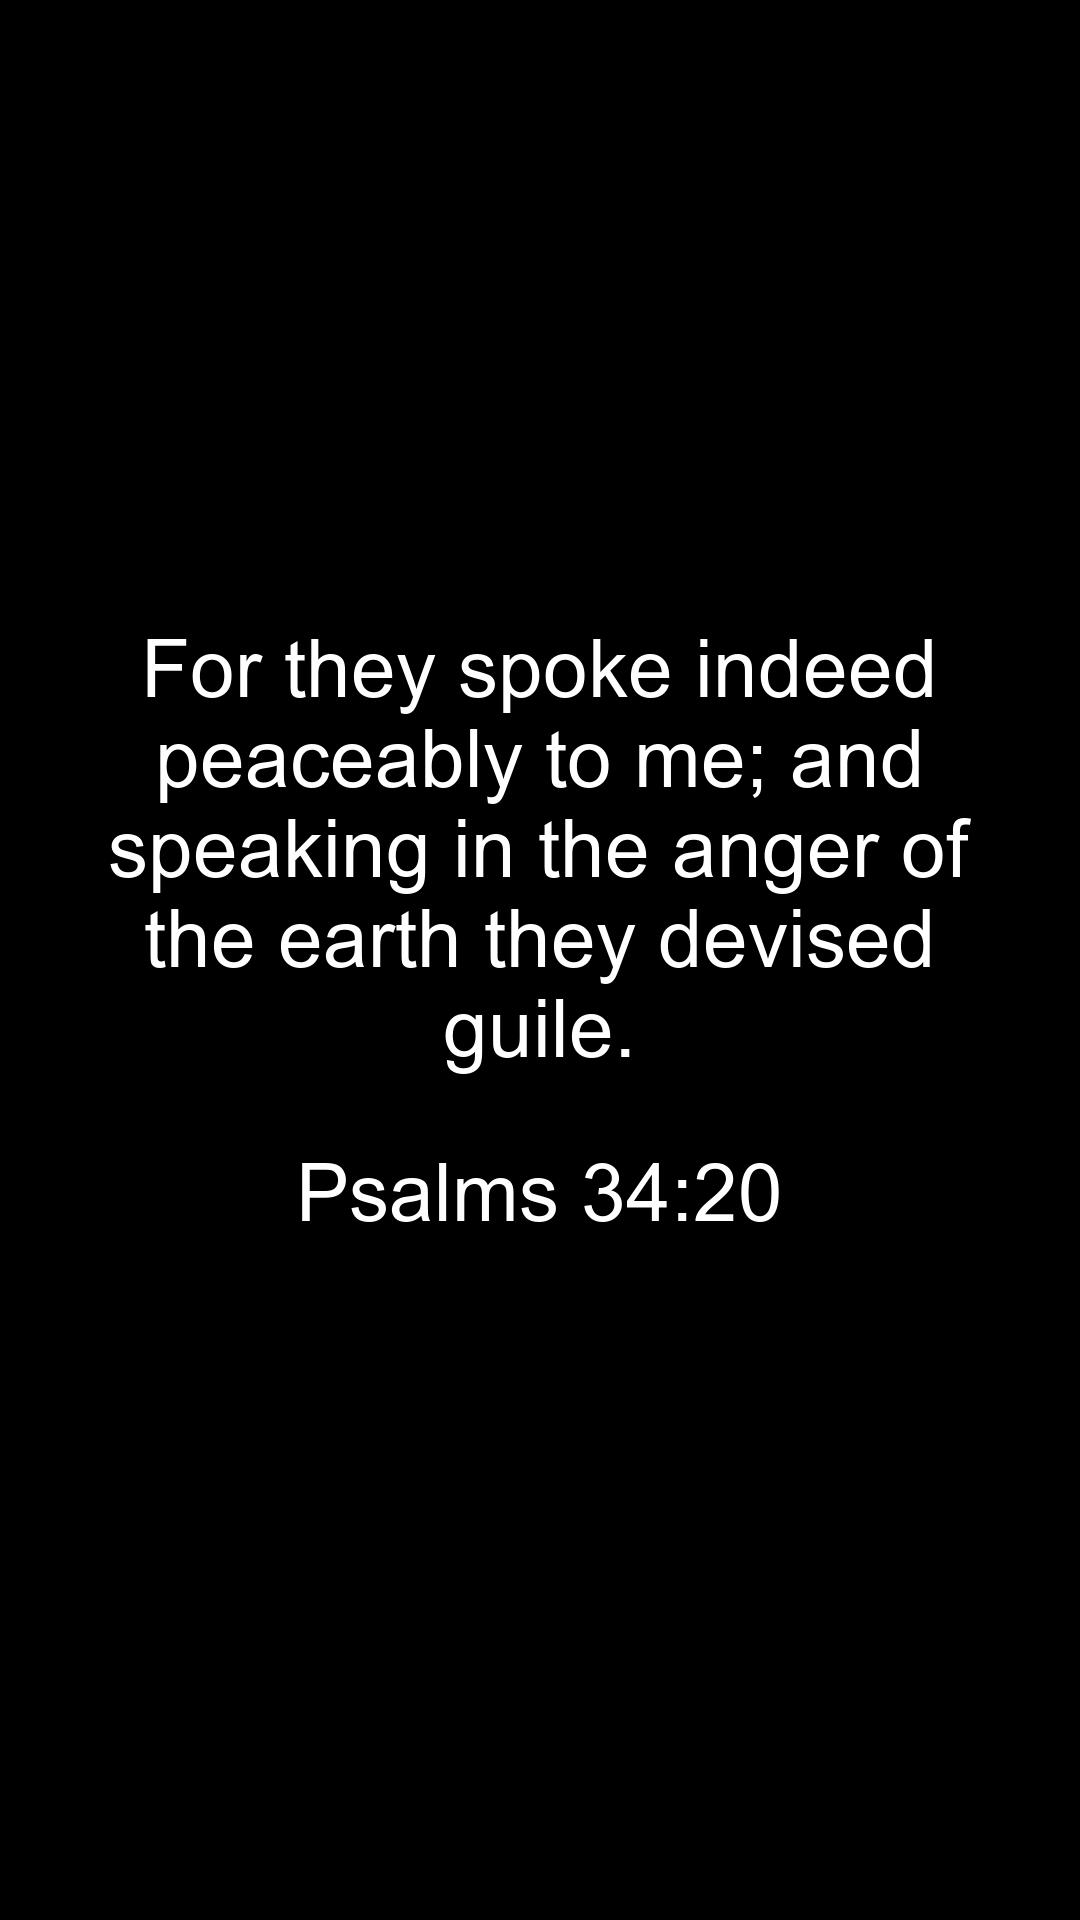 For they spoke indeed
peaceably to me; and
speaking in the anger of
the earth they devised
guile.
Psalms 34:20